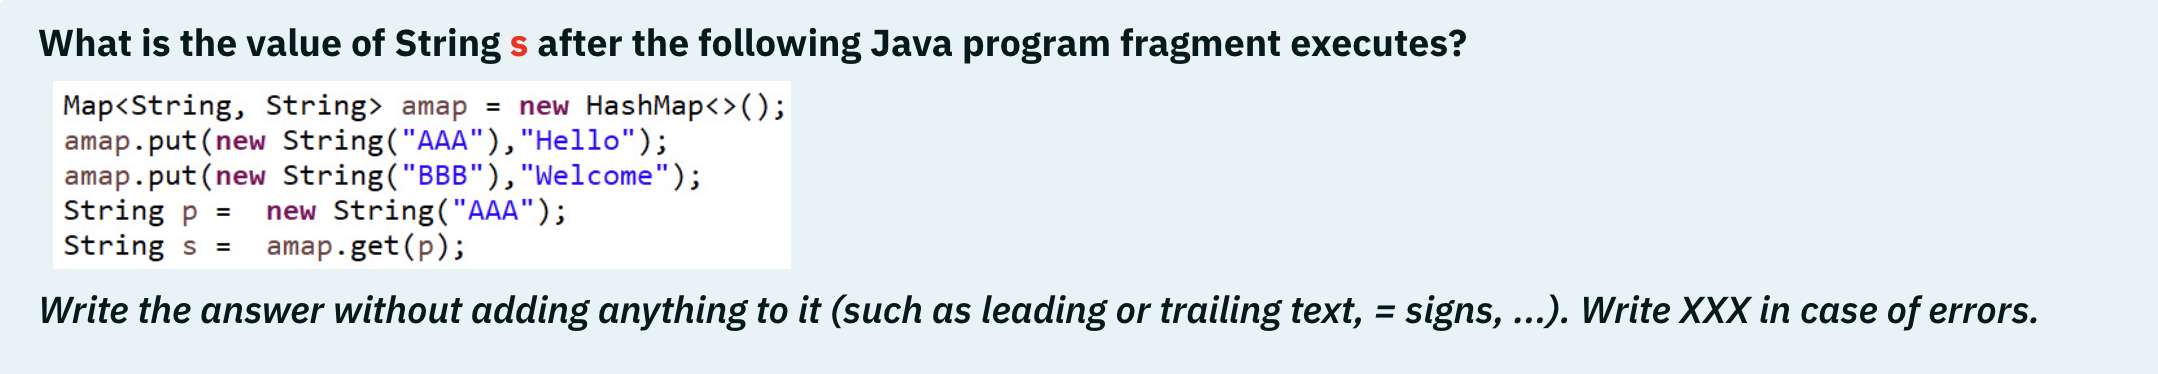 What is the value of String s after the following Java program fragment executes?
Map<String, String> amap = new HashMap<>();
amap.put(new String("AAA"),"Hello");
amap.put(new String("BBB"),"Welcome");
String p =  new String("AAA");
String s =  amap.get(p);
Write the answer without adding anything to it (such as leading or trailing text, = signs, ...). Write XXX in case of errors.